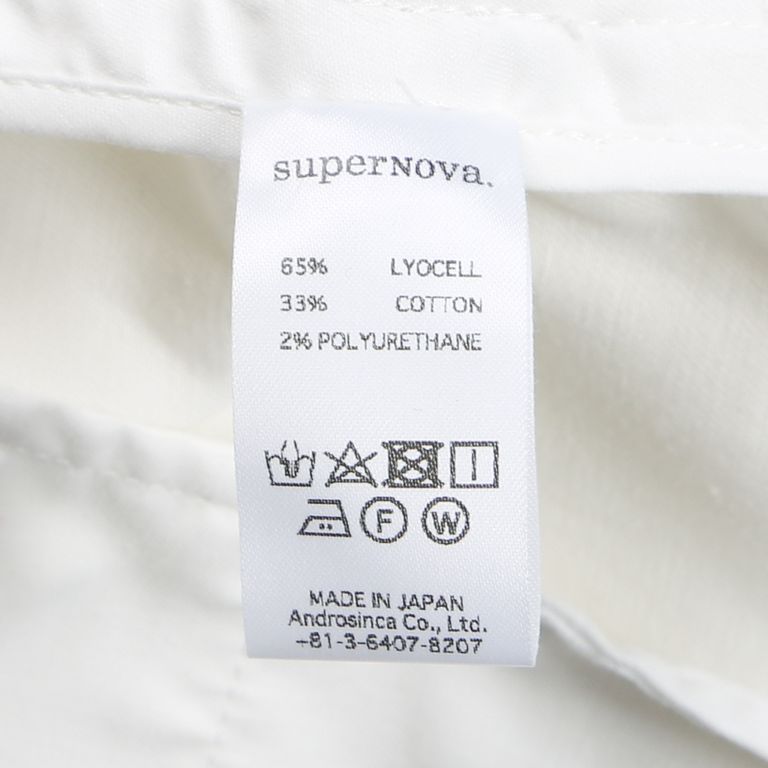 superNova.
65% LYOCELL
33% COTTON
2% POLYURETHANE
F W
MADE IN JAPAN
Androsinca Co., Ltd.
+81-3-6407-8207